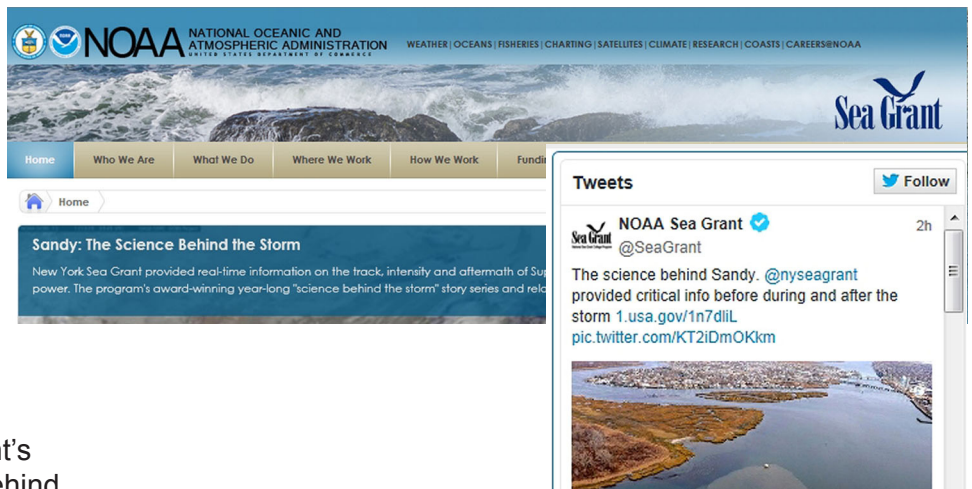 NOAA NATIONAL OCEANIC AND
ATMOSPHERIC ADMINISTRATION
UNITED STATES DEPARTMENT OF COMMERCE
WEATHER | OCEANS | FISHERIES | CHARTING | SATELLITES | CLIMATE | RESEARCH | COASTS | CAREERS@NOAA
Sea Grant
Home Who We Are What We Do Where We Work How We Work
Home
Sandy: The Science Behind the Storm
New York Sea Grant provided real-time information on the track, intensity and aftermath of
power. The program's award-winning year-long "science behind the storm" story series and
Tweets
Follow
Sea Grant
NOAA Sea Grant 2h
@SeaGrant
The science behind Sandy. @nyseagrant
provided critical info before during and after the
storm 1.usa.gov/1n7dliL
pic.twitter.com/KT2iDmOKkm
nt's
ehind